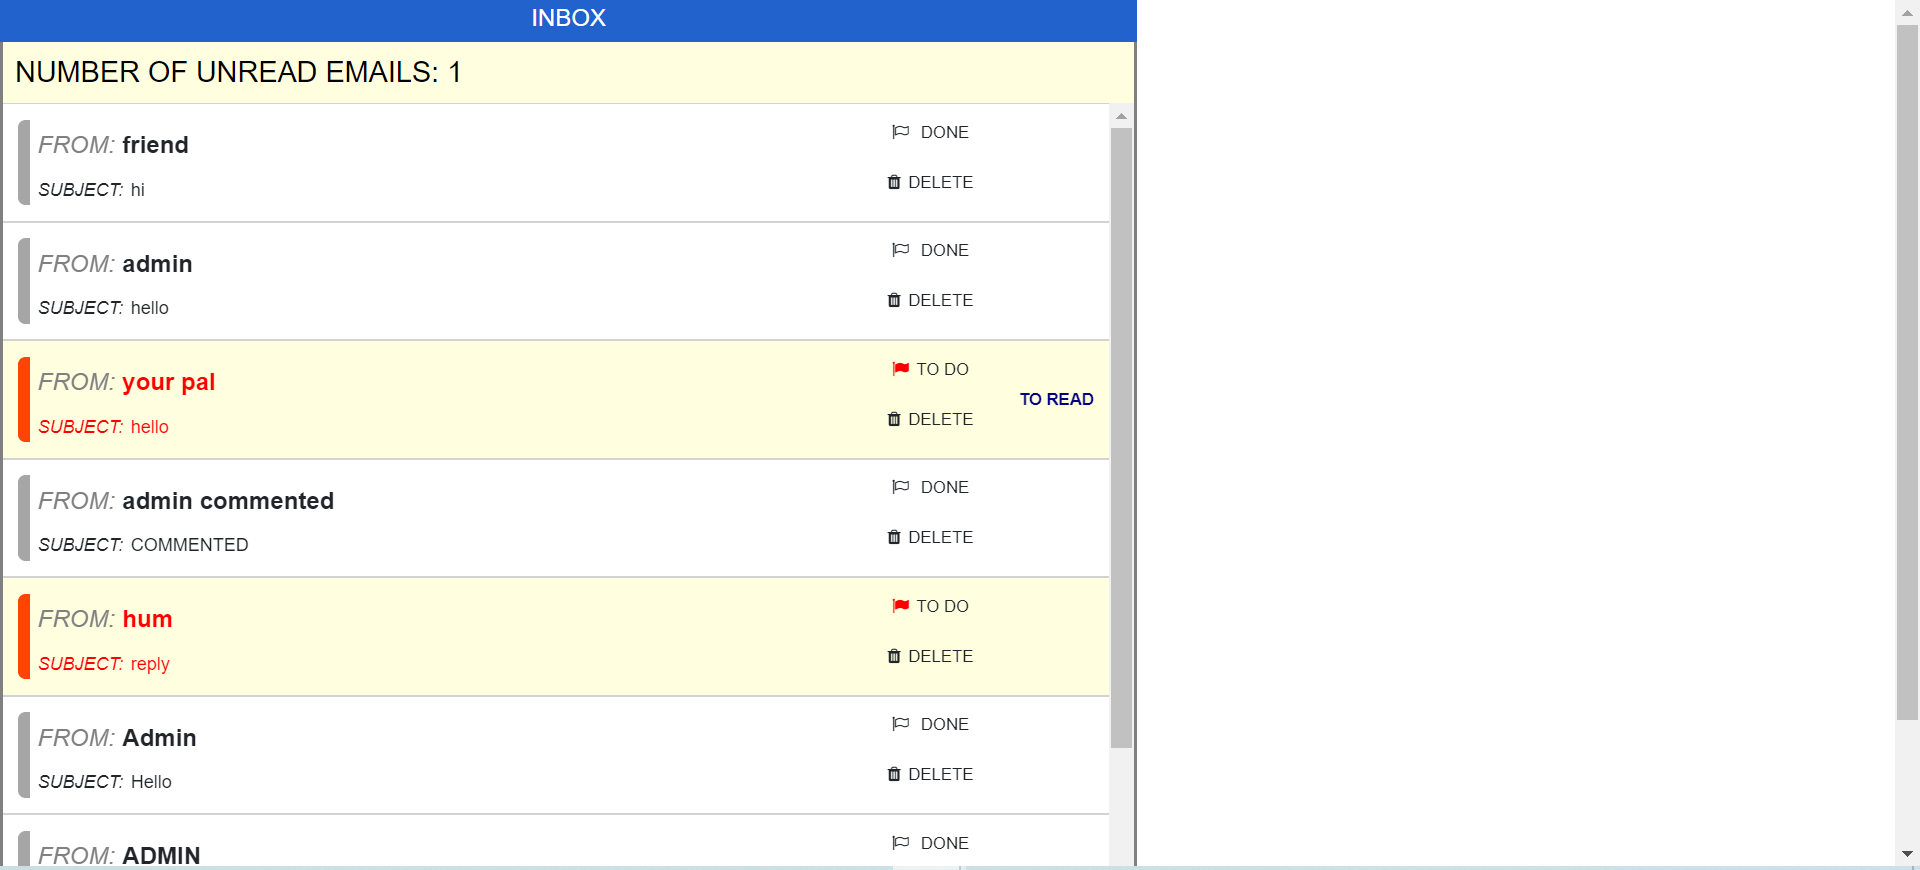 INBOX
NUMBER OF UNREAD EMAILS: 1
FROM: friend
DONE
SUBJECT: hi
DELETE
FROM: admin
DONE
SUBJECT: hello
DELETE
FROM: your pal
TO DO
TO READ
SUBJECT: hello
DELETE
FROM: admin commented
DONE
SUBJECT: COMMENTED
DELETE
FROM: hum
TO DO
SUBJECT: reply
DELETE
FROM: Admin
DONE
SUBJECT: Hello
DELETE
FROM: ADMIN
DONE